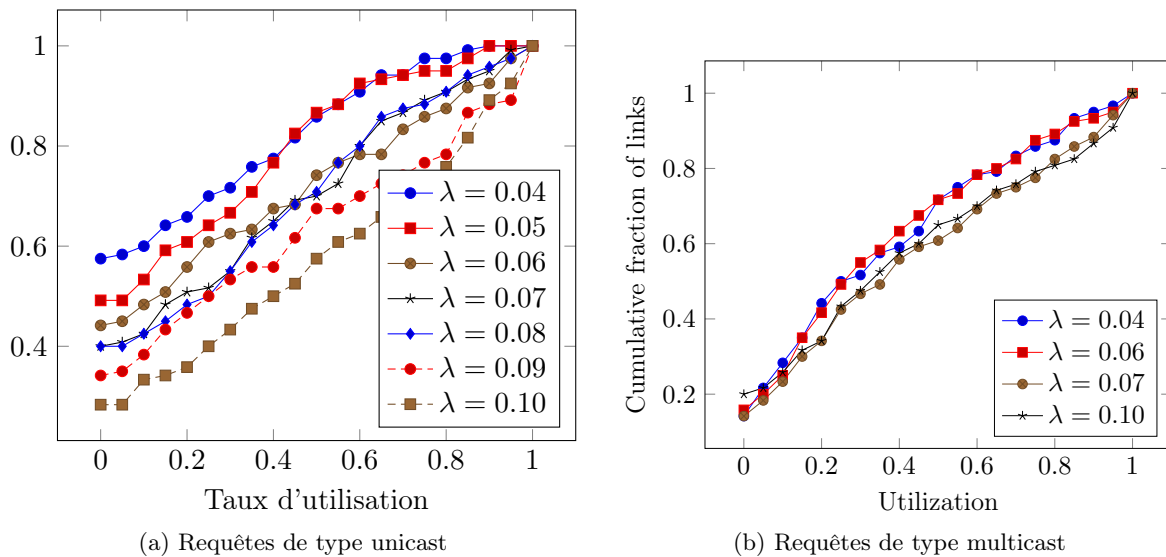 1
0.8
0.6
0.4
0 0.2 0.4 0.6 0.8 1
Taux d'utilisation
λ = 0.04
λ = 0.05
λ = 0.06
λ = 0.07
λ = 0.08
λ = 0.09
λ = 0.10
(a) Requêtes de type unicast
Cumulative fraction of links
1
0.8
0.6
0.4
0.2
0 0.2 0.4 0.6 0.8 1
Utilization
λ = 0.04
λ = 0.06
λ = 0.07
λ = 0.10
(b) Requêtes de type multicast